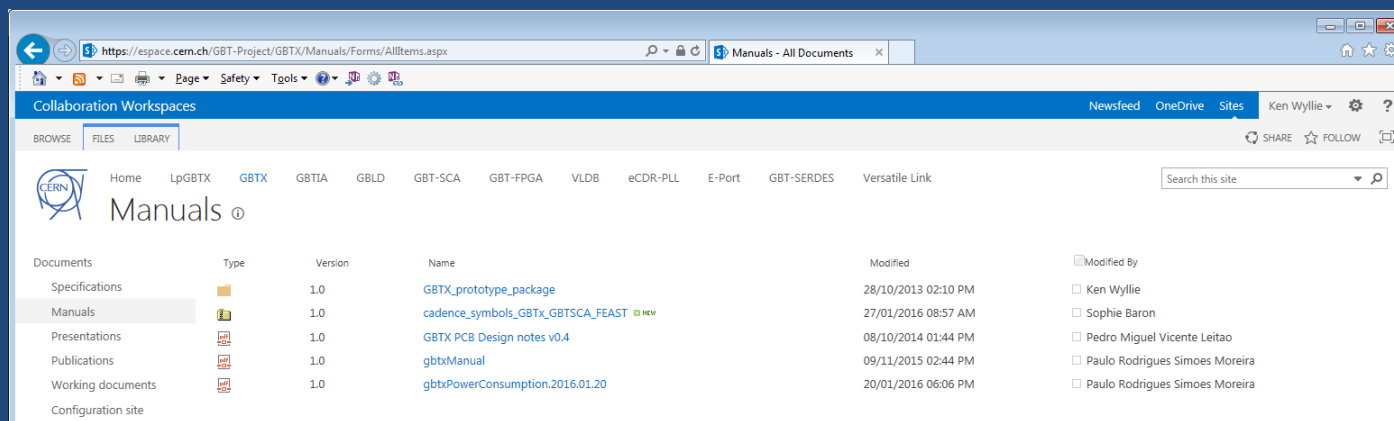 https://espace.cern.ch/GBT-Project/GBTX/Manuals/Forms/AllItems.aspx Manuals - All Documents
Page Safety Tools
Collaboration Workspaces Newsfeed OneDrive Sites Ken Wyllie ?
BROWSE FILES LIBRARY SHARE FOLLOW
CERN Home LpGBTX GBTX GBTIA GBLD GBT-SCA GBT-FPGA VLDB eCDR-PLL E-Port GBT-SERDES Versatile Link Search this site
Manuals
Documents Type Version Name Modified Modified By
Specifications 1.0 GBTX_prototype_package 28/10/2013 02:10 PM Ken Wyllie
Manuals 1.0 cadence_symbols_GBTx_GBTSCA_FEAST NEW 27/01/2016 08:57 AM Sophie Baron
Presentations 1.0 GBTX PCB Design notes v0.4 08/10/2014 01:44 PM Pedro Miguel Vicente Leitao
Publications 1.0 gbtxManual 09/11/2015 02:44 PM Paulo Rodrigues Simoes Moreira
Working documents 1.0 gbtxPowerConsumption.2016.01.20 20/01/2016 06:06 PM Paulo Rodrigues Simoes Moreira
Configuration site